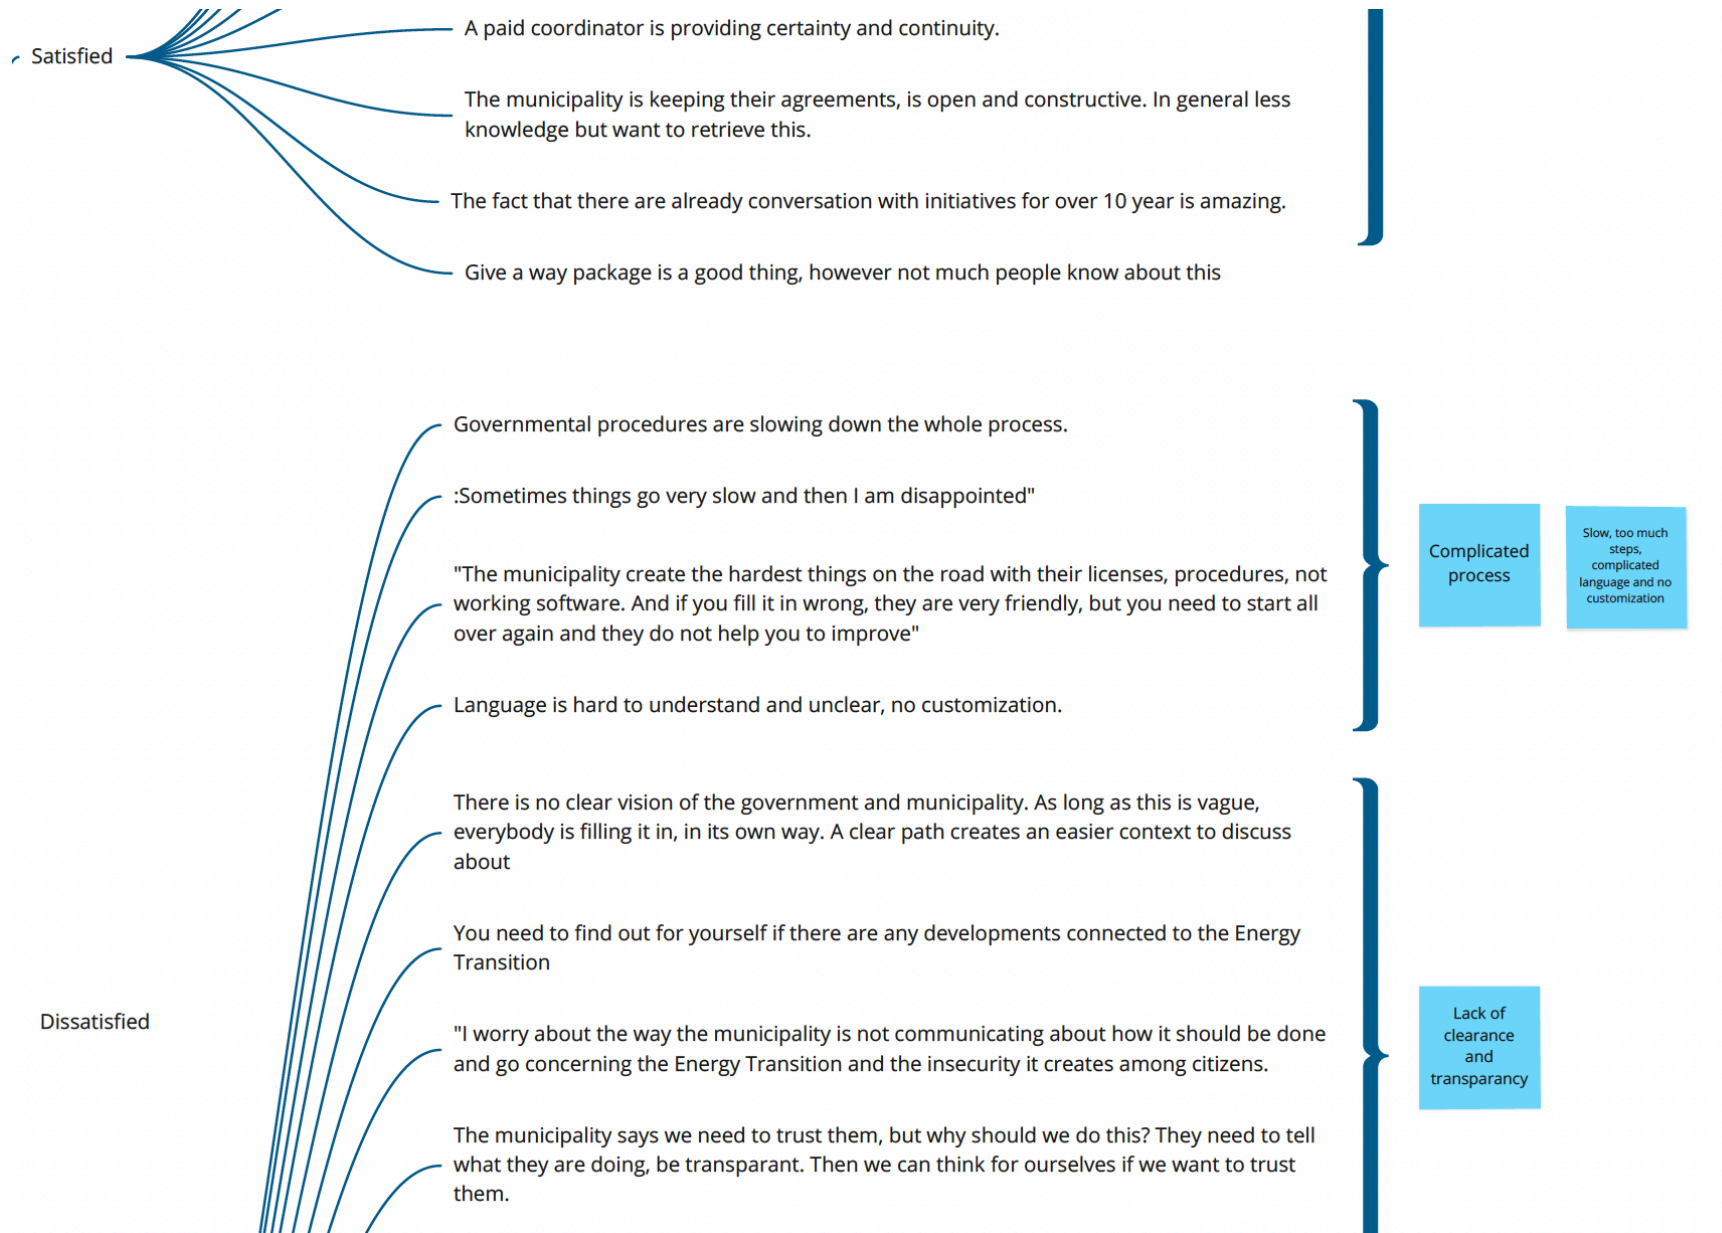 Satisfied
A paid coordinator is providing certainty and continuity.
The municipality is keeping their agreements, is open and constructive. In general less
knowledge but want to retrieve this.
The fact that there are already conversation with initiatives for over 10 year is amazing.
Give a way package is a good thing, however not much people know about this
Dissatisfied
Governmental procedures are slowing down the whole process.
:Sometimes things go very slow and then I am disappointed"
"The municipality create the hardest things on the road with their licenses, procedures, not
working software. And if you fill it in wrong, they are very friendly, but you need to start all
over again and they do not help you to improve"
Language is hard to understand and unclear, no customization.
Complicated
process
Slow, too much
steps,
complicated
language and no
customization
There is no clear vision of the government and municipality. As long as this is vague,
everybody is filling it in, in its own way. A clear path creates an easier context to discuss
about
You need to find out for yourself if there are any developments connected to the Energy
Transition
"I worry about the way the municipality is not communicating about how it should be done
and go concerning the Energy Transition and the insecurity it creates among citizens.
The municipality says we need to trust them, but why should we do this? They need to tell
what they are doing, be transparant. Then we can think for ourselves if we want to trust
them.
Lack of
clearance
and
transparancy